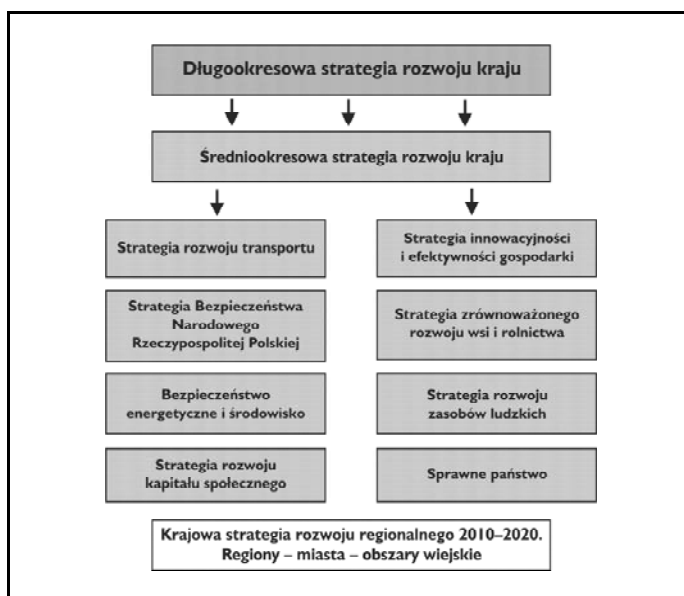 Długookresowa strategia rozwoju kraju
Średniookresowa strategia rozwoju kraju
Strategia rozwoju transportu
Strategia innowacyjności
i efektywności gospodarki
Strategia Bezpieczeństwa
Narodowego
Rzeczypospolitej Polskiej
Strategia zrównoważonego
rozwoju wsi i rolnictwa
Bezpieczeństwo
energetyczne i środowisko
Strategia rozwoju
zasobów ludzkich
Strategia rozwoju
kapitału społecznego
Sprawne państwo
Krajowa strategia rozwoju regionalnego 2010–2020.
Regiony – miasta – obszary wiejskie